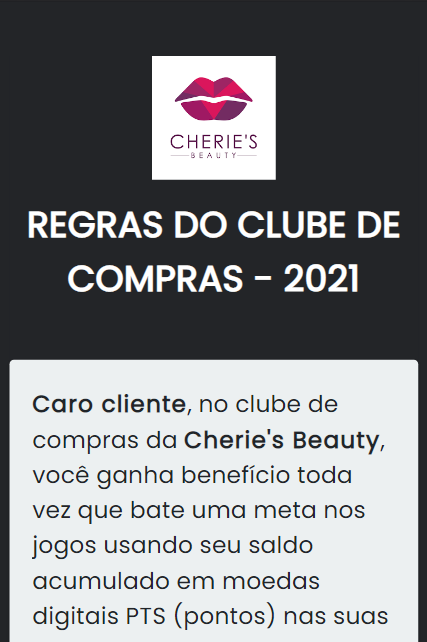 CHERIE'S
BEAUTY
REGRAS DO CLUBE DE
COMPRAS - 2021
Caro cliente, no clube de
compras da Cherie's Beauty,
você ganha benefício toda
vez que bate uma meta nos
jogos usando seu saldo
acumulado em moedas
digitais PTS (pontos) nas suas